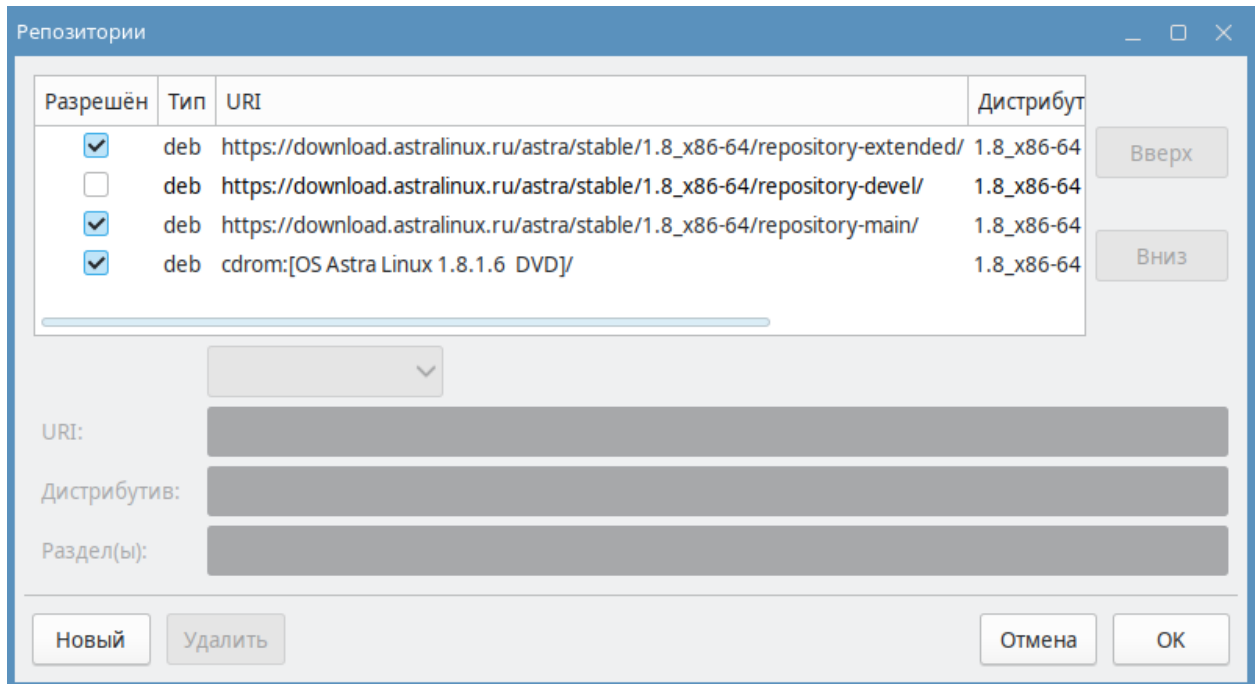 Репозитории
Разрешён Тип URI Дистрибут
deb https://download.astralinux.ru/astra/stable/1.8_x86-64/repository-extended/ 1.8_x86-64
deb https://download.astralinux.ru/astra/stable/1.8_x86-64/repository-devel/ 1.8_x86-64
deb https://download.astralinux.ru/astra/stable/1.8_x86-64/repository-main/ 1.8_x86-64
deb cdrom:[OS Astra Linux 1.8.1.6 DVD]/ 1.8_x86-64
Вверх
Вниз
URI:
Дистрибутив:
Раздел(ы):
Новый Удалить Отмена OK